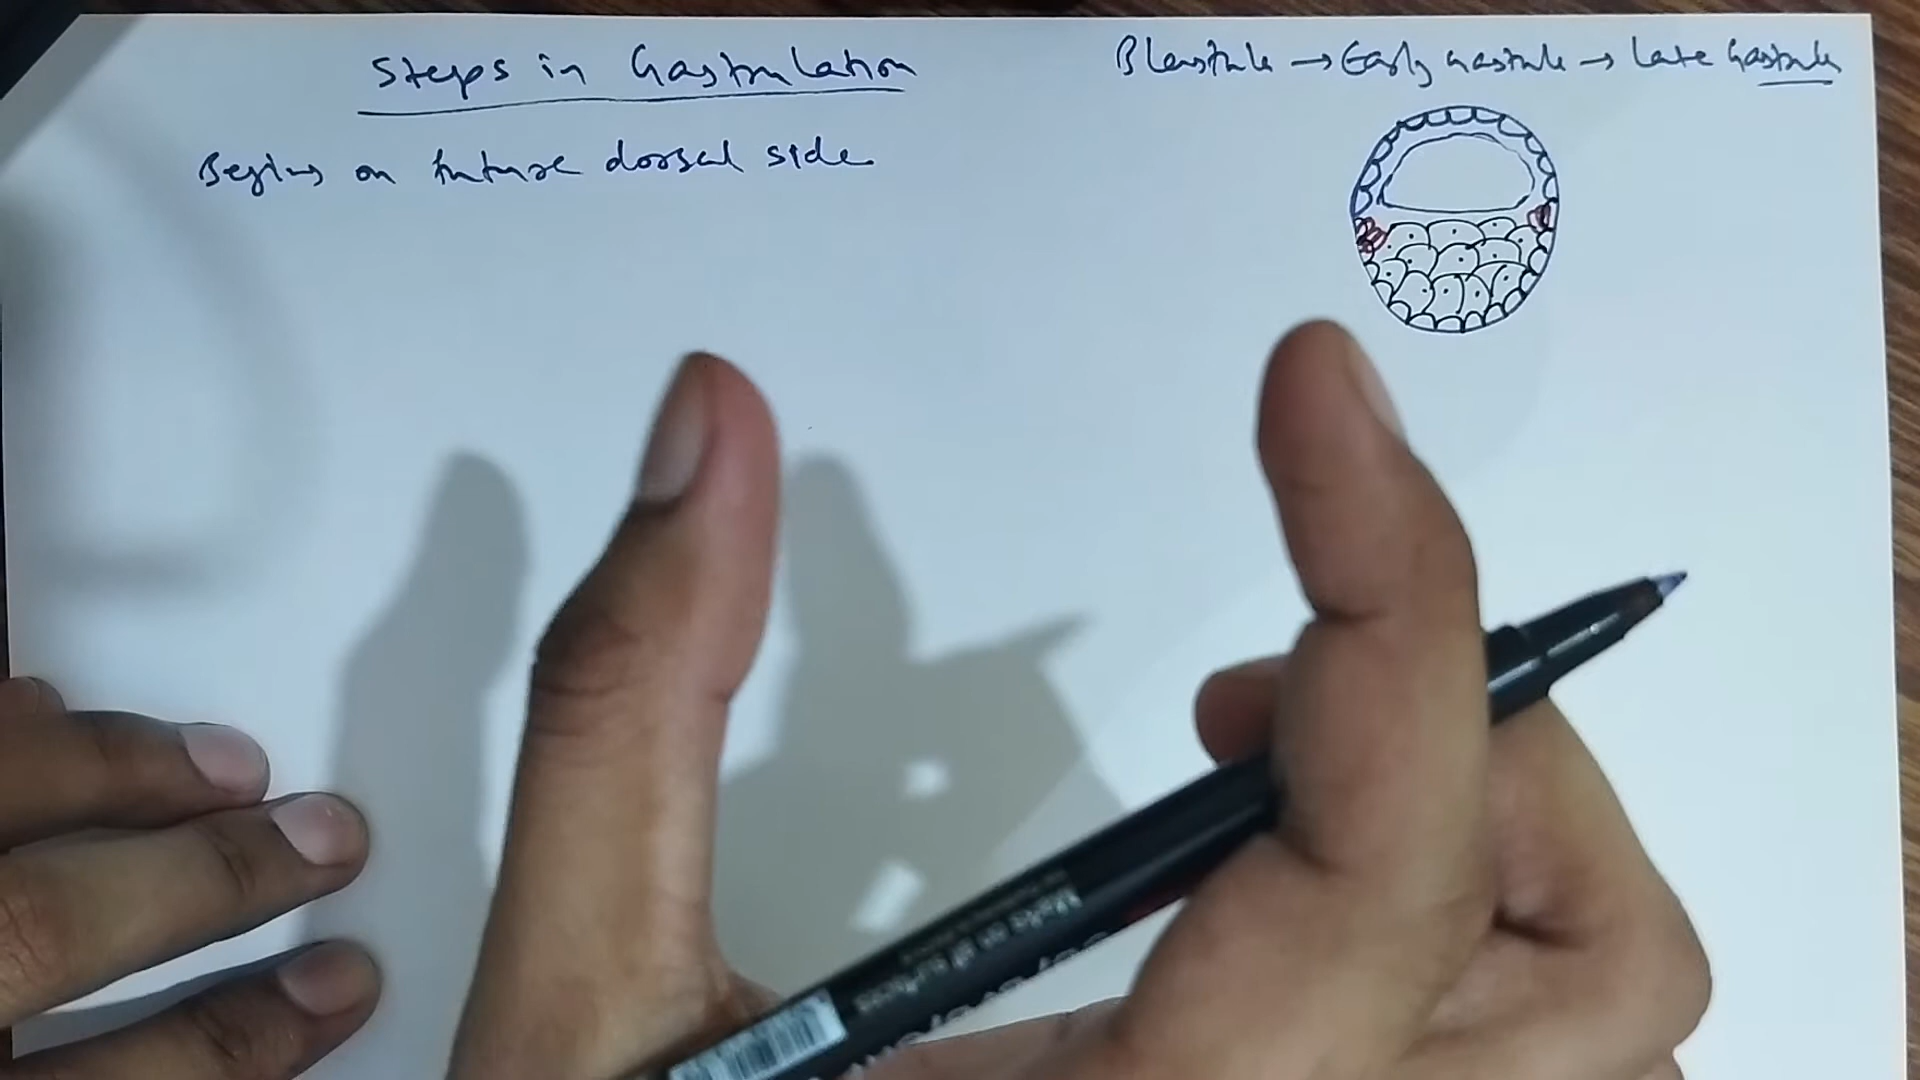 Steps in Gastrulation
Blastula → Early Gastrula → Late Gastrula
Begins on future dorsal side